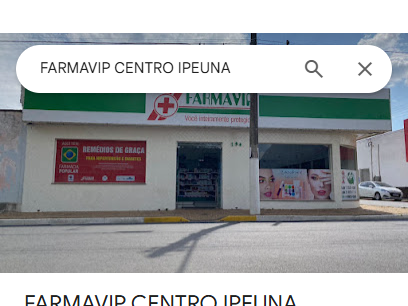 FARMAVIP CENTRO IPEUNA
FARMAVIP
Você inteiramente protegido
REMÉDIOS DE GRAÇA
PARA HIPERTENSÃO E DIABETES
FARMÁCIA
POPULAR
194
FARMAVIP CENTRO IPEUNA